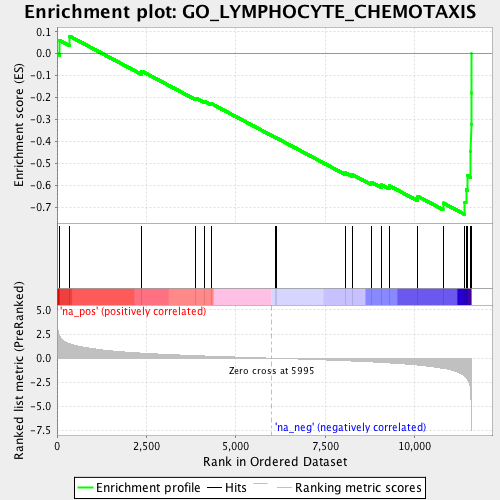 Enrichment plot: GO_LYMPHOCYTE_CHEMOTAXIS
Enrichment score (ES)
0.1
0.0
-0.1
-0.2
-0.3
-0.4
-0.5
-0.6
-0.7
'na_pos' (positively correlated)
Ranked list metric (PreRanked)
5.0
2.5
0.0
-2.5
-5.0
-7.5
Zero cross at 5995
'na_neg' (negatively correlated)
0
2,500
5,000
7,500
10,000
Rank in Ordered Dataset
Enrichment profile
Hits
Ranking metric scores